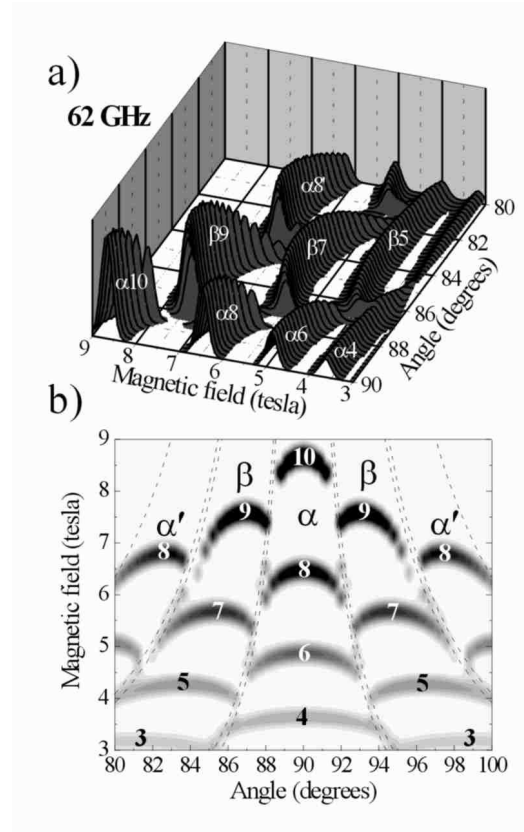 a)
62 GHz
α8'
β9
β7
β5
α10
α8
α6
α4
80
82
84
86
88
90
Angle (degrees)
9
8
7
6
5
4
3
Magnetic field (tesla)
b)
9
8
7
6
5
4
3
Magnetic field (tesla)
10
β
β
9
9
α
α'
α'
8
8
8
7
7
6
5
5
4
3
3
80
82
84
86
88
90
92
94
96
98
100
Angle (degrees)